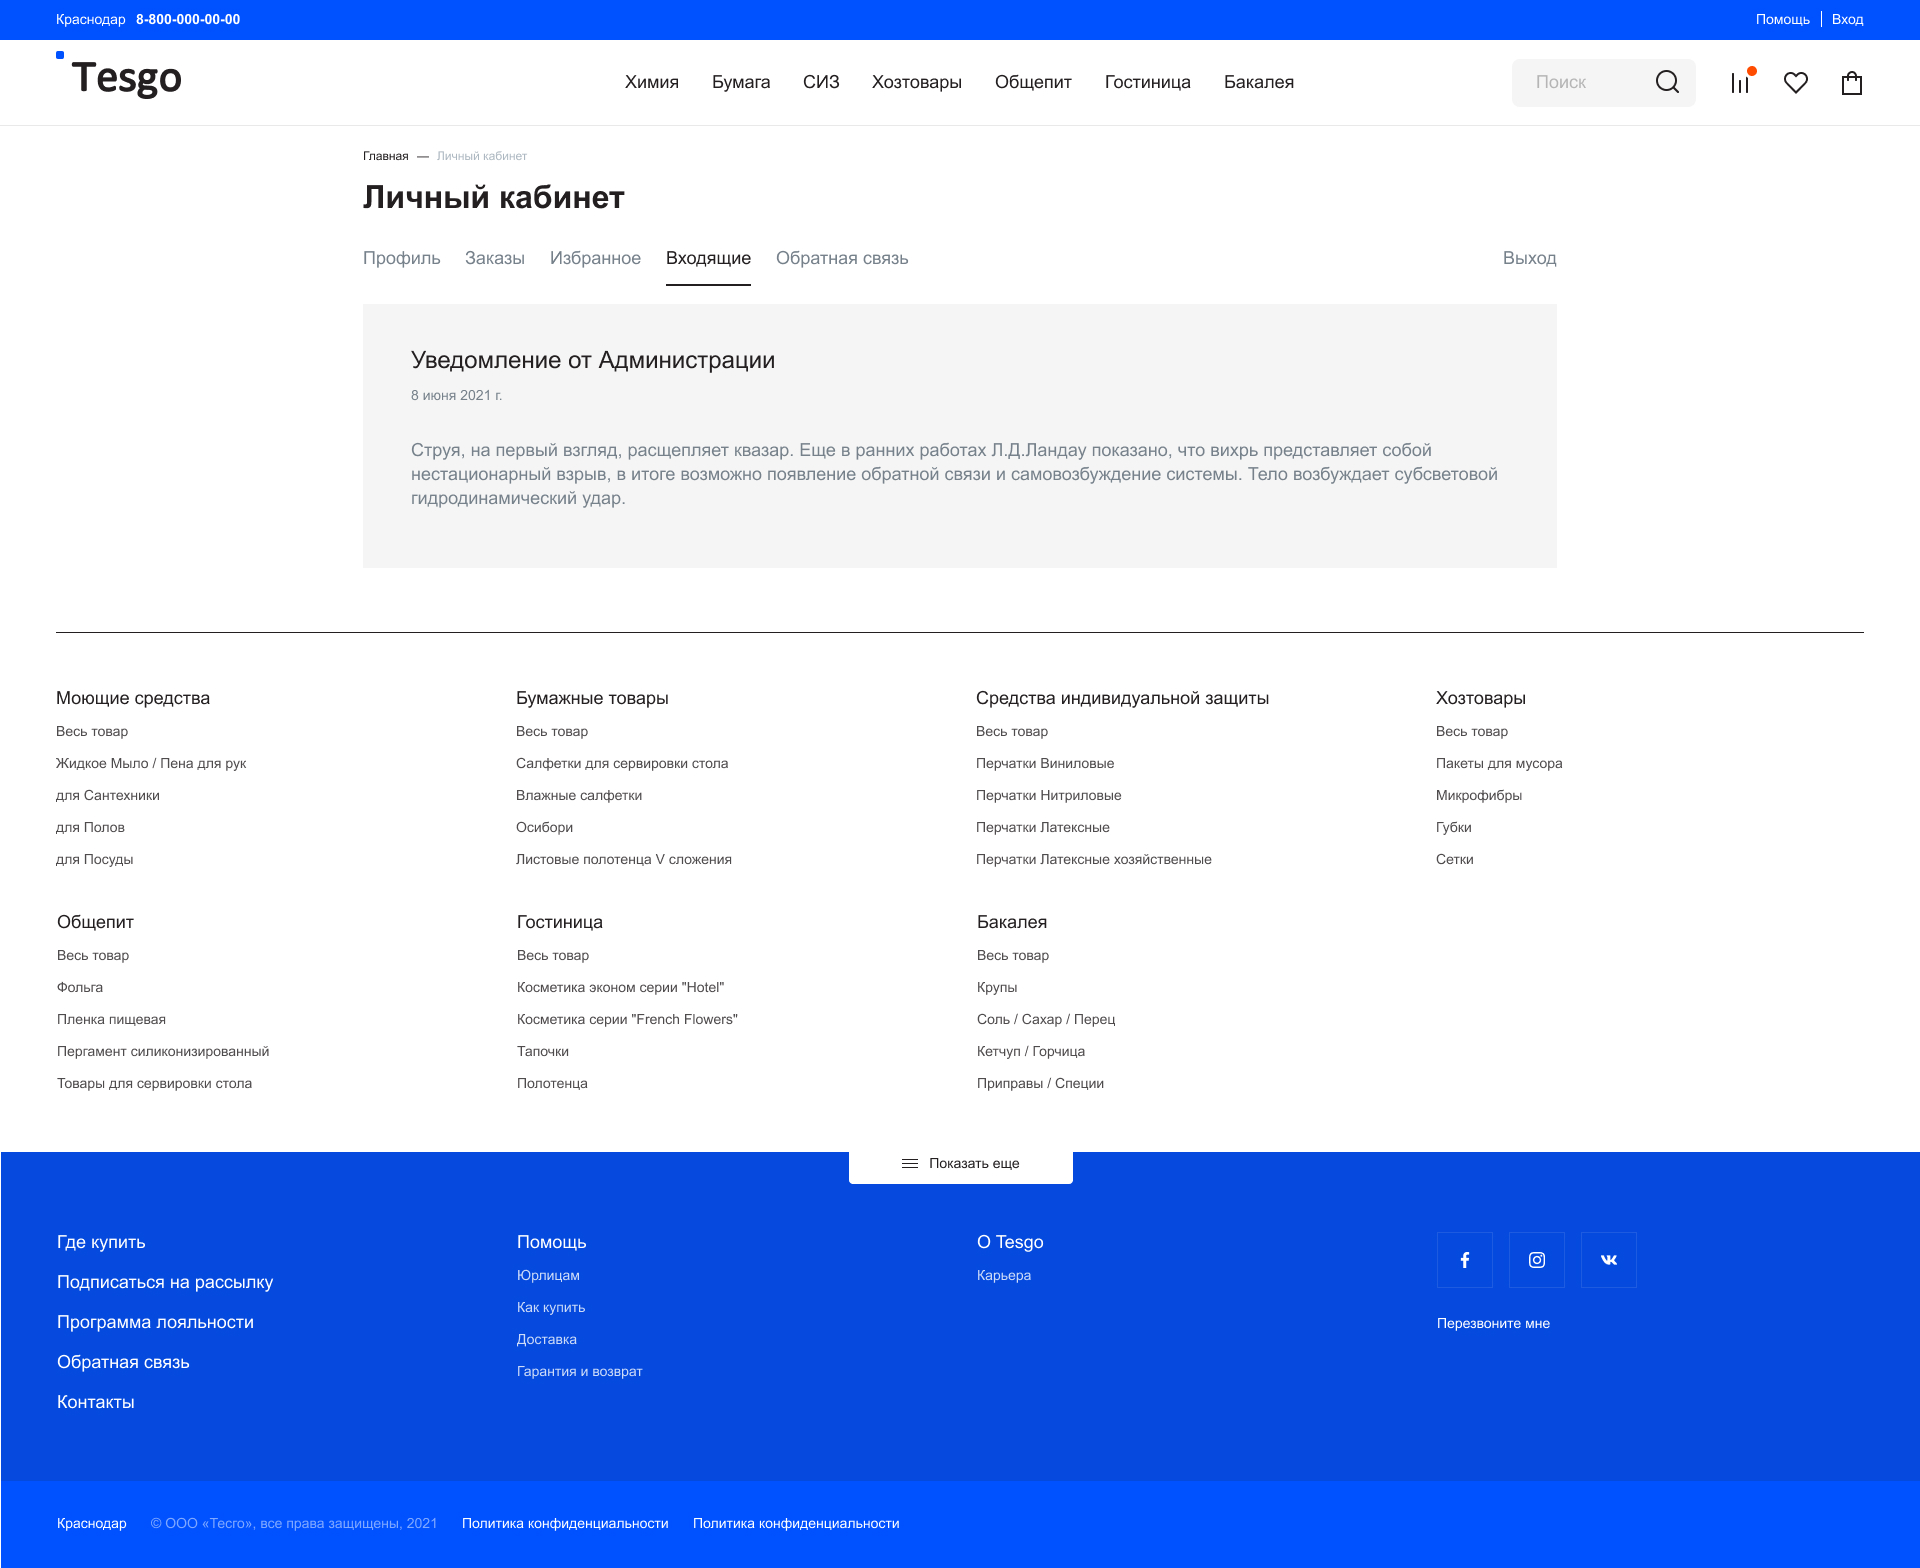 Краснодар 8-800-000-00-00
Помощь Вход
Tesgo
Химия Бумага СИЗ Хозтовары Общепит Гостиница Бакалея
Поиск
Главная — Личный кабинет
Личный кабинет
Профиль Заказы Избранное Входящие Обратная связь Выход
Уведомление от Администрации
8 июня 2021 г.
Струя, на первый взгляд, расщепляет квазар. Еще в ранних работах Л.Д.Ландау показано, что вихрь представляет собой
нестационарный взрыв, в итоге возможно появление обратной связи и самовозбуждение системы. Тело возбуждает субсветовой
гидродинамический удар.
Моющие средства
Весь товар
Жидкое Мыло / Пена для рук
для Сантехники
для Полов
для Посуды
Бумажные товары
Весь товар
Салфетки для сервировки стола
Влажные салфетки
Осибори
Листовые полотенца V сложения
Средства индивидуальной защиты
Весь товар
Перчатки Виниловые
Перчатки Нитриловые
Перчатки Латексные
Перчатки Латексные хозяйственные
Хозтовары
Весь товар
Пакеты для мусора
Микрофибры
Губки
Сетки
Общепит
Весь товар
Фольга
Пленка пищевая
Пергамент силиконизированный
Товары для сервировки стола
Гостиница
Весь товар
Косметика эконом серии "Hotel"
Косметика серии "French Flowers"
Тапочки
Полотенца
Бакалея
Весь товар
Крупы
Соль / Сахар / Перец
Кетчуп / Горчица
Приправы / Специи
Показать еще
Где купить
Подписаться на рассылку
Программа лояльности
Обратная связь
Контакты
Помощь
Юрлицам
Как купить
Доставка
Гарантия и возврат
О Tesgo
Карьера
Перезвоните мне
Краснодар © ООО «Тесго», все права защищены, 2021 Политика конфиденциальности Политика конфиденциальности